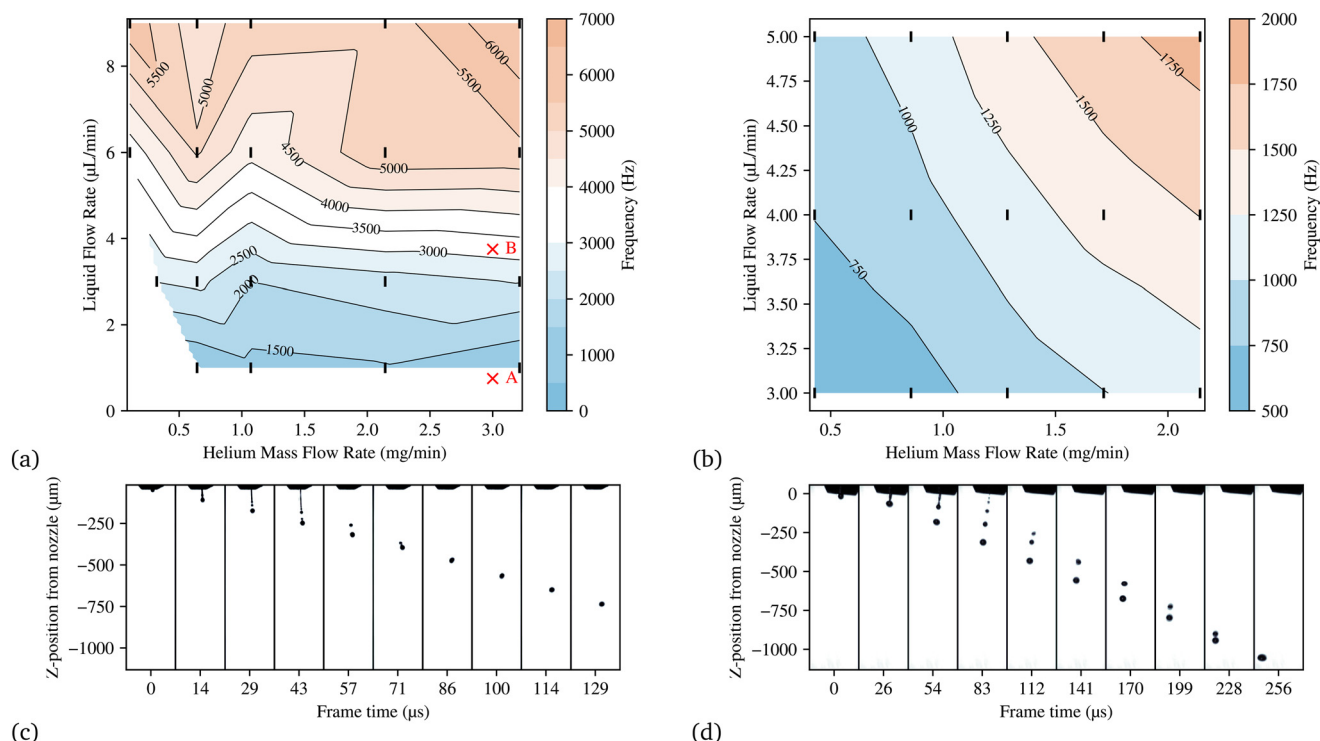 7000
6000
5000
4000
3000
2000
1000
0
Frequency (Hz)
8
6
4
2
0
Liquid Flow Rate (µL/min)
5500
5000
6000
5500
4500
5000
4000
3500
3000
2500
2000
1500
B
A
0.5 1.0 1.5 2.0 2.5 3.0
Helium Mass Flow Rate (mg/min)
(a)
5.00
4.75
4.50
4.25
4.00
3.75
3.50
3.25
3.00
Liquid Flow Rate (µL/min)
1750
1500
1250
1000
750
0.5 1.0 1.5 2.0
Helium Mass Flow Rate (mg/min)
2000
1750
1500
1250
1000
750
500
Frequency (Hz)
(b)
Z-position from nozzle (µm)
−250
−500
−750
−1000
0 14 29 43 57 71 86 100 114 129
Frame time (µs)
(c)
Z-position from nozzle (µm)
0
−250
−500
−750
−1000
0 26 54 83 112 141 170 199 228 256
Frame time (µs)
(d)